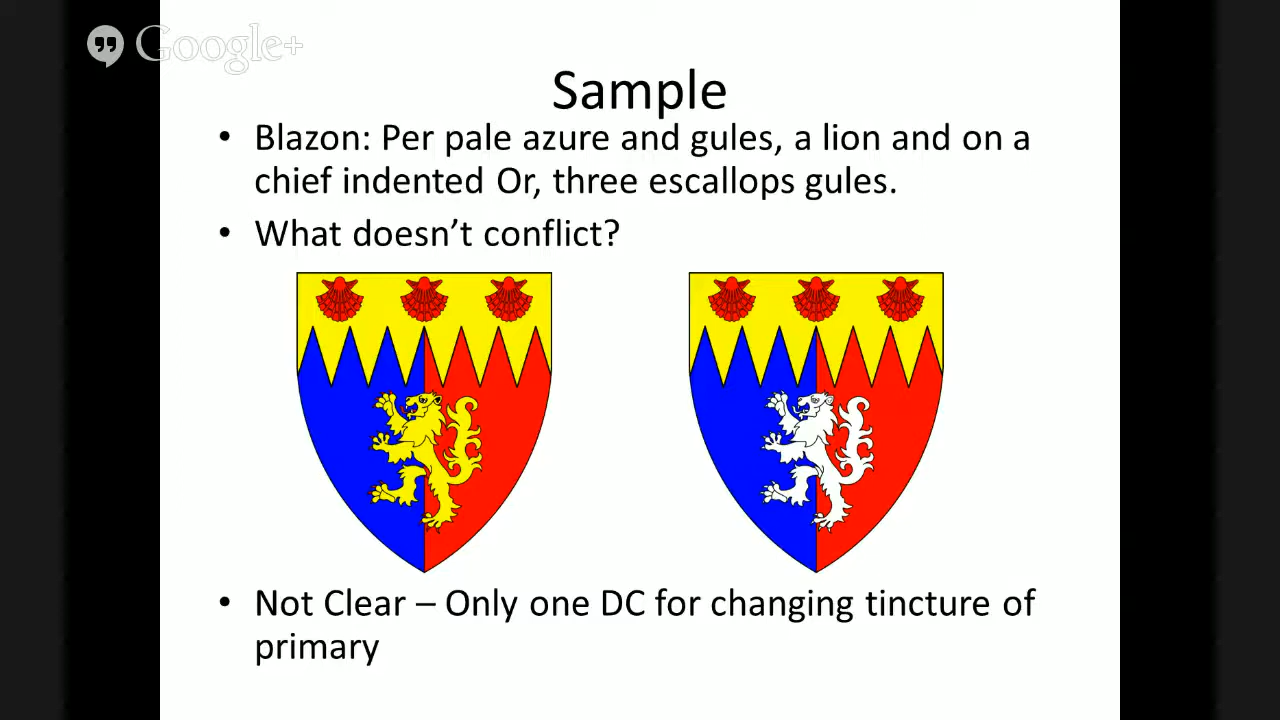 Google+
Sample
• Blazon: Per pale azure and gules, a lion and on a
chief indented Or, three escallops gules.
• What doesn’t conflict?
• Not Clear – Only one DC for changing tincture of
primary